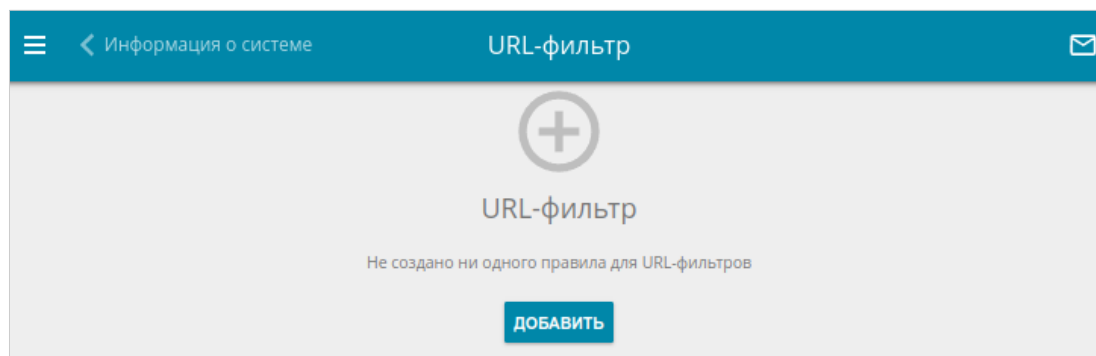 Информация о системе
URL-фильтр
URL-фильтр
Не создано ни одного правила для URL-фильтров
ДОБАВИТЬ